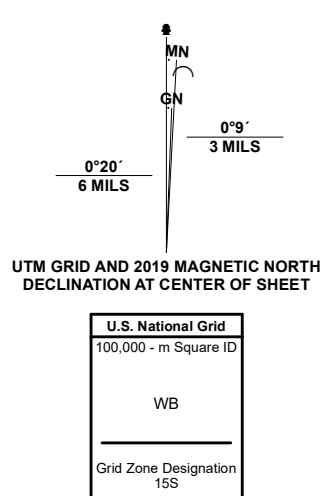 MN
GN
0°9´
3 MILS
0°20´
6 MILS
UTM GRID AND 2019 MAGNETIC NORTH
DECLINATION AT CENTER OF SHEET
U.S. National Grid
100,000 - m Square ID
WB
Grid Zone Designation
15S